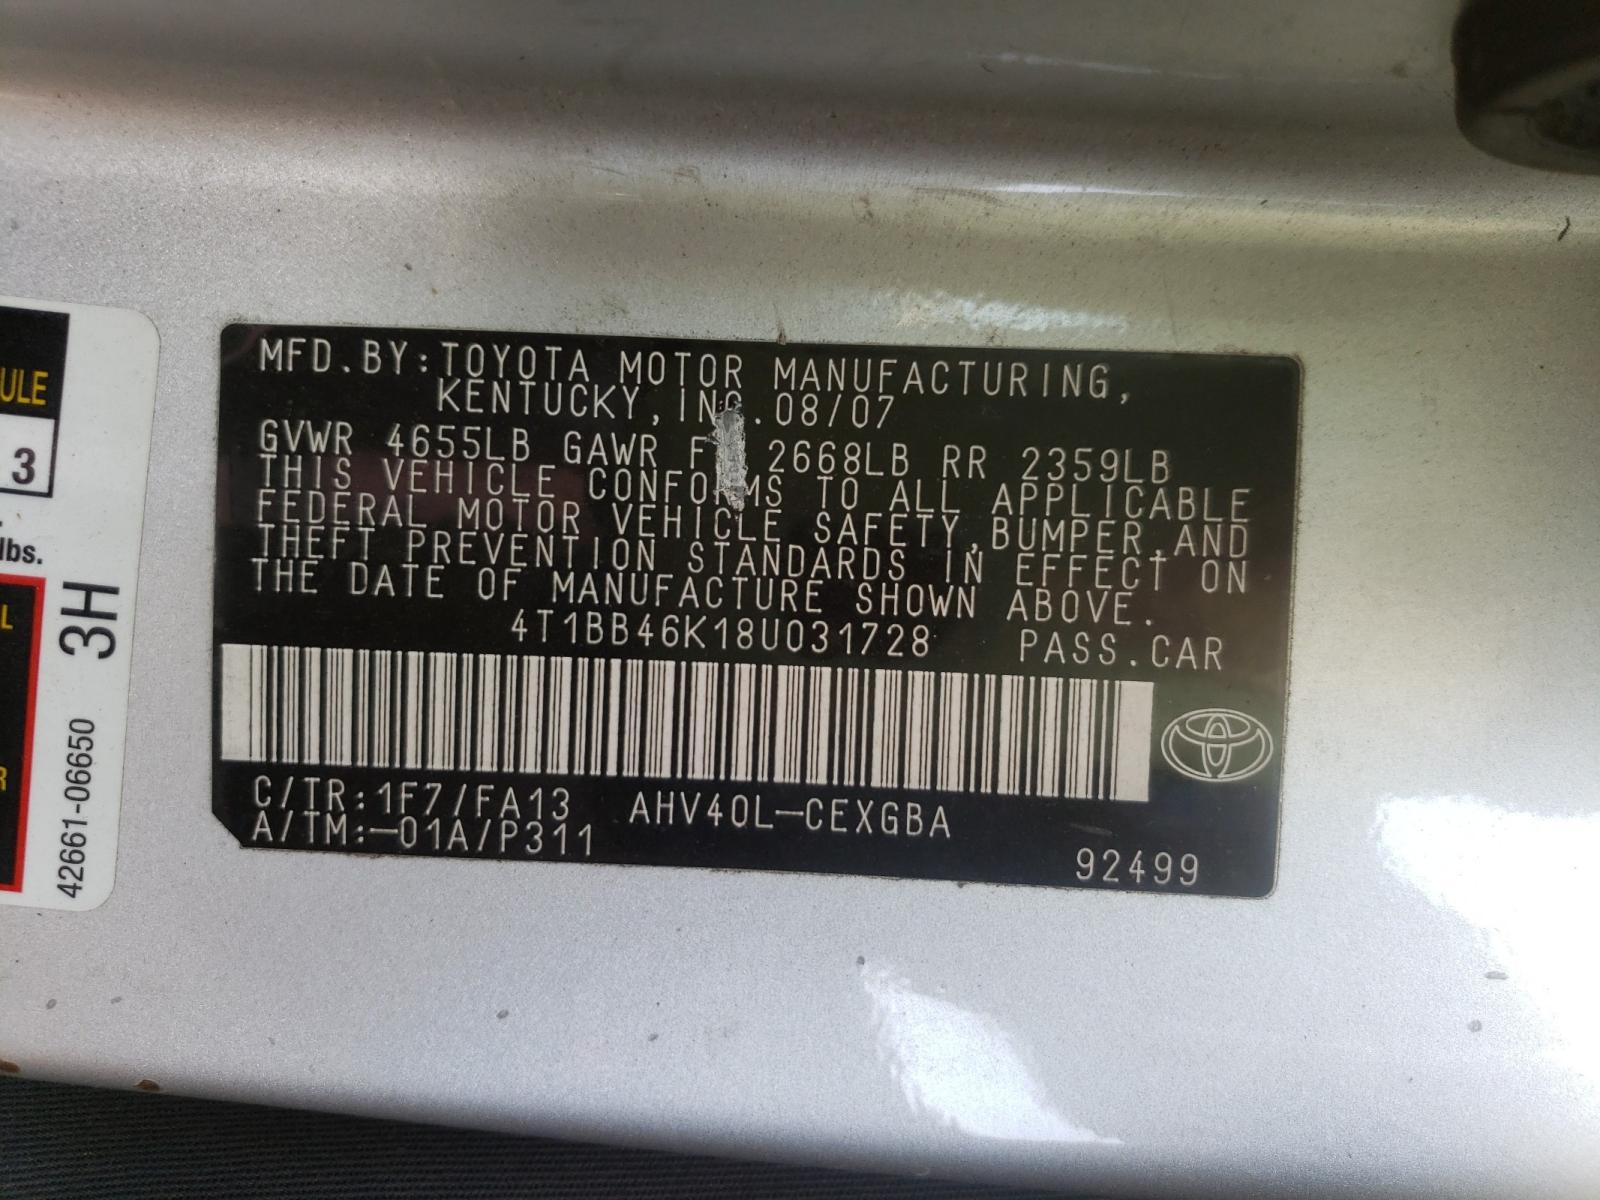 MFD.BY:TOYOTA MOTOR MANUFACTURING,
KENTUCKY, INC.08/07
GVWR 4655LB GAWR 2668LB RR 2359LB
THIS VEHICLE CONFORMS TO ALL APPLICABLE
FEDERAL MOTOR VEHICLE SAFETY,BUMPER,AND
THEFT PREVENTION STANDARDS IN EFFECT ON
THE DATE OF MANUFACTURE SHOWN ABOVE.
4T1BB46K18U031728 PASS.CAR
C/TR:1F7/FA13 AHV40L-CEXGBA
A/TM:-01A/P311
92499
3
lbs.
3H
42661-06650